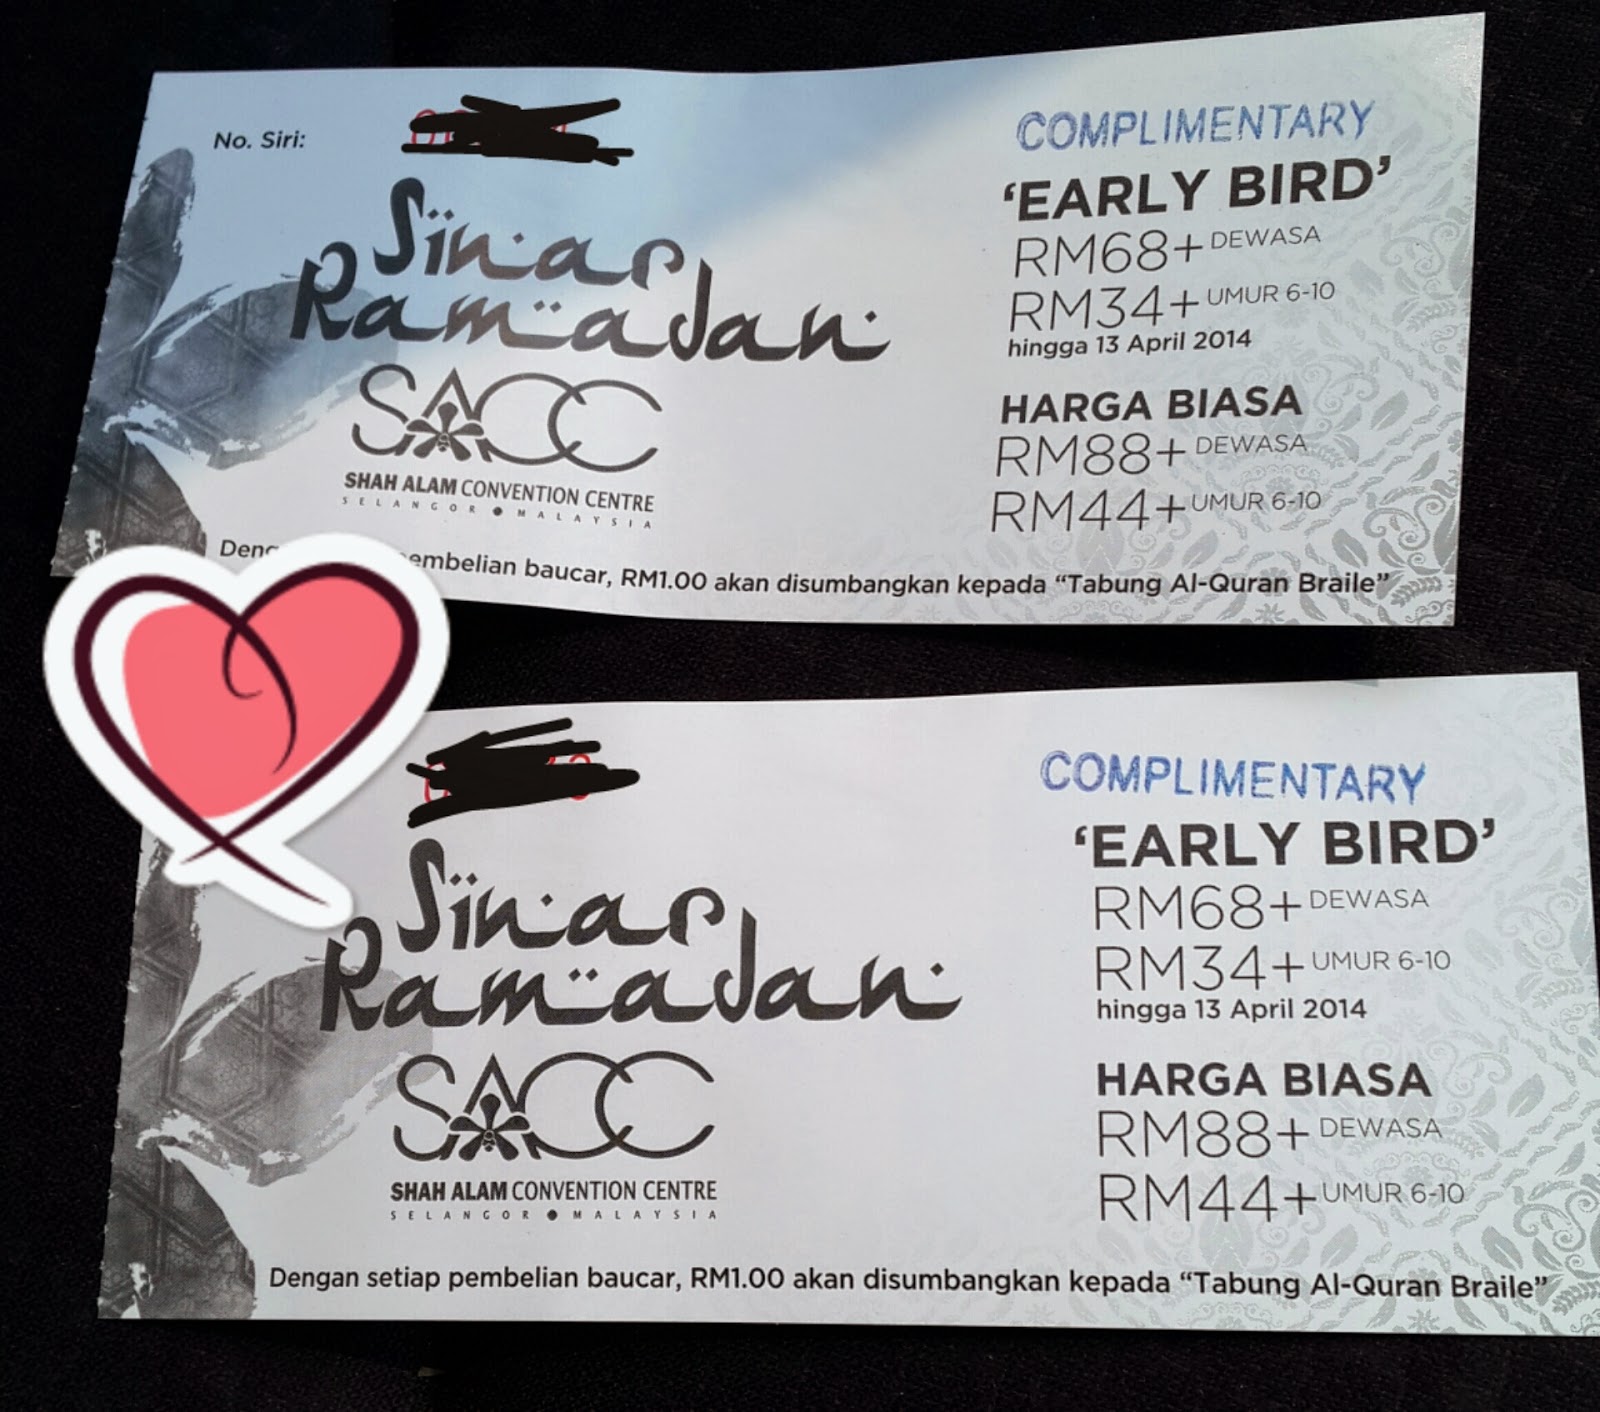 No. Siri:
Sinar
Ramadan
SACC
SHAH ALAM CONVENTION CENTRE
SELANGOR ● MALAYSIA
COMPLIMENTARY
‘EARLY BIRD’
RM68+ DEWASA
RM34+ UMUR 6-10
hingga 13 April 2014
HARGA BIASA
RM88+ DEWASA
RM44+ UMUR 6-10
embelian baucar, RM1.00 akan disumbangkan kepada “Tabung Al-Quran Braile”
Sinar
Ramadan
SACC
SHAH ALAM CONVENTION CENTRE
SELANGOR ● MALAYSIA
COMPLIMENTARY
‘EARLY BIRD’
RM68+ DEWASA
RM34+ UMUR 6-10
hingga 13 April 2014
HARGA BIASA
RM88+ DEWASA
RM44+ UMUR 6-10
Dengan setiap pembelian baucar, RM1.00 akan disumbangkan kepada “Tabung Al-Quran Braile”